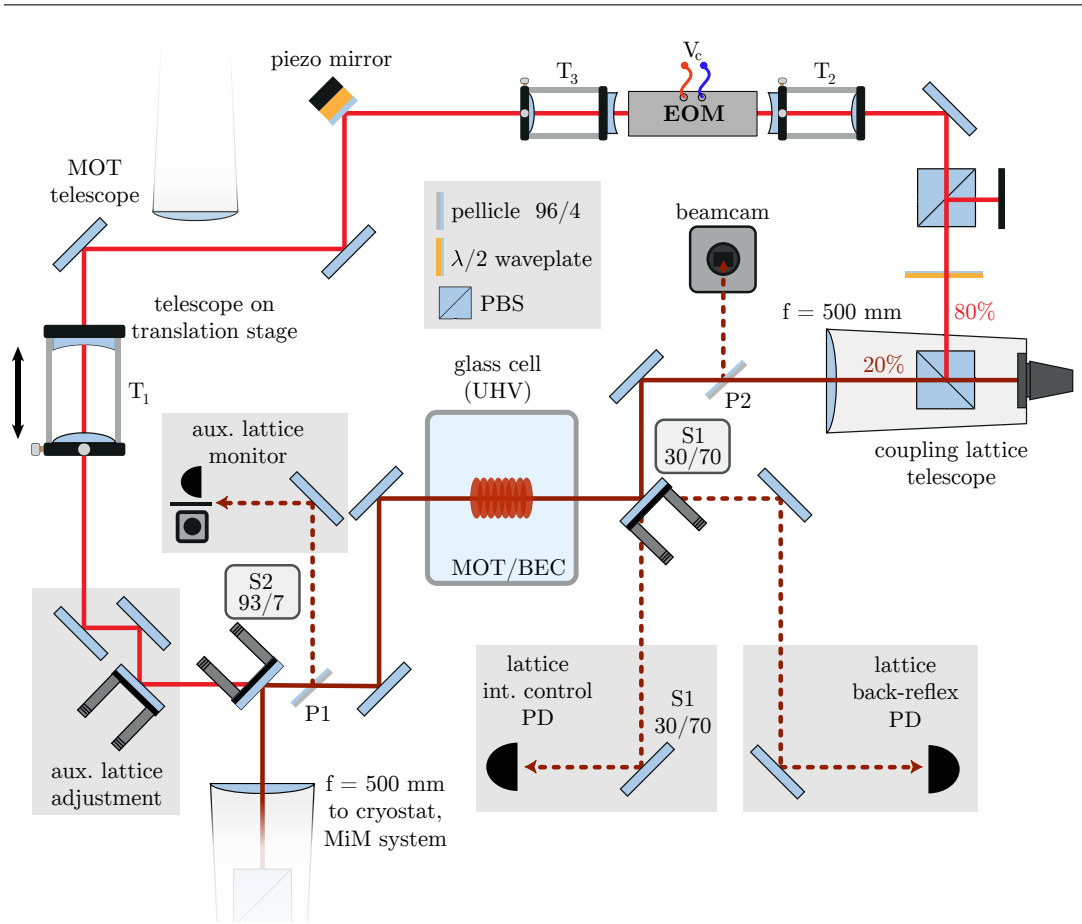 piezo mirror
T3
Vc
EOM
T2
MOT
telescope
pellicle 96/4
λ/2 waveplate
PBS
beamcam
telescope on
translation stage
T1
f = 500 mm
80%
20%
glass cell
(UHV)
P2
coupling lattice
telescope
S1
30/70
aux. lattice
monitor
MOT/BEC
S2
93/7
P1
lattice
int. control
PD
S1
30/70
lattice
back-reflex
PD
aux. lattice
adjustment
f = 500 mm
to cryostat,
MiM system